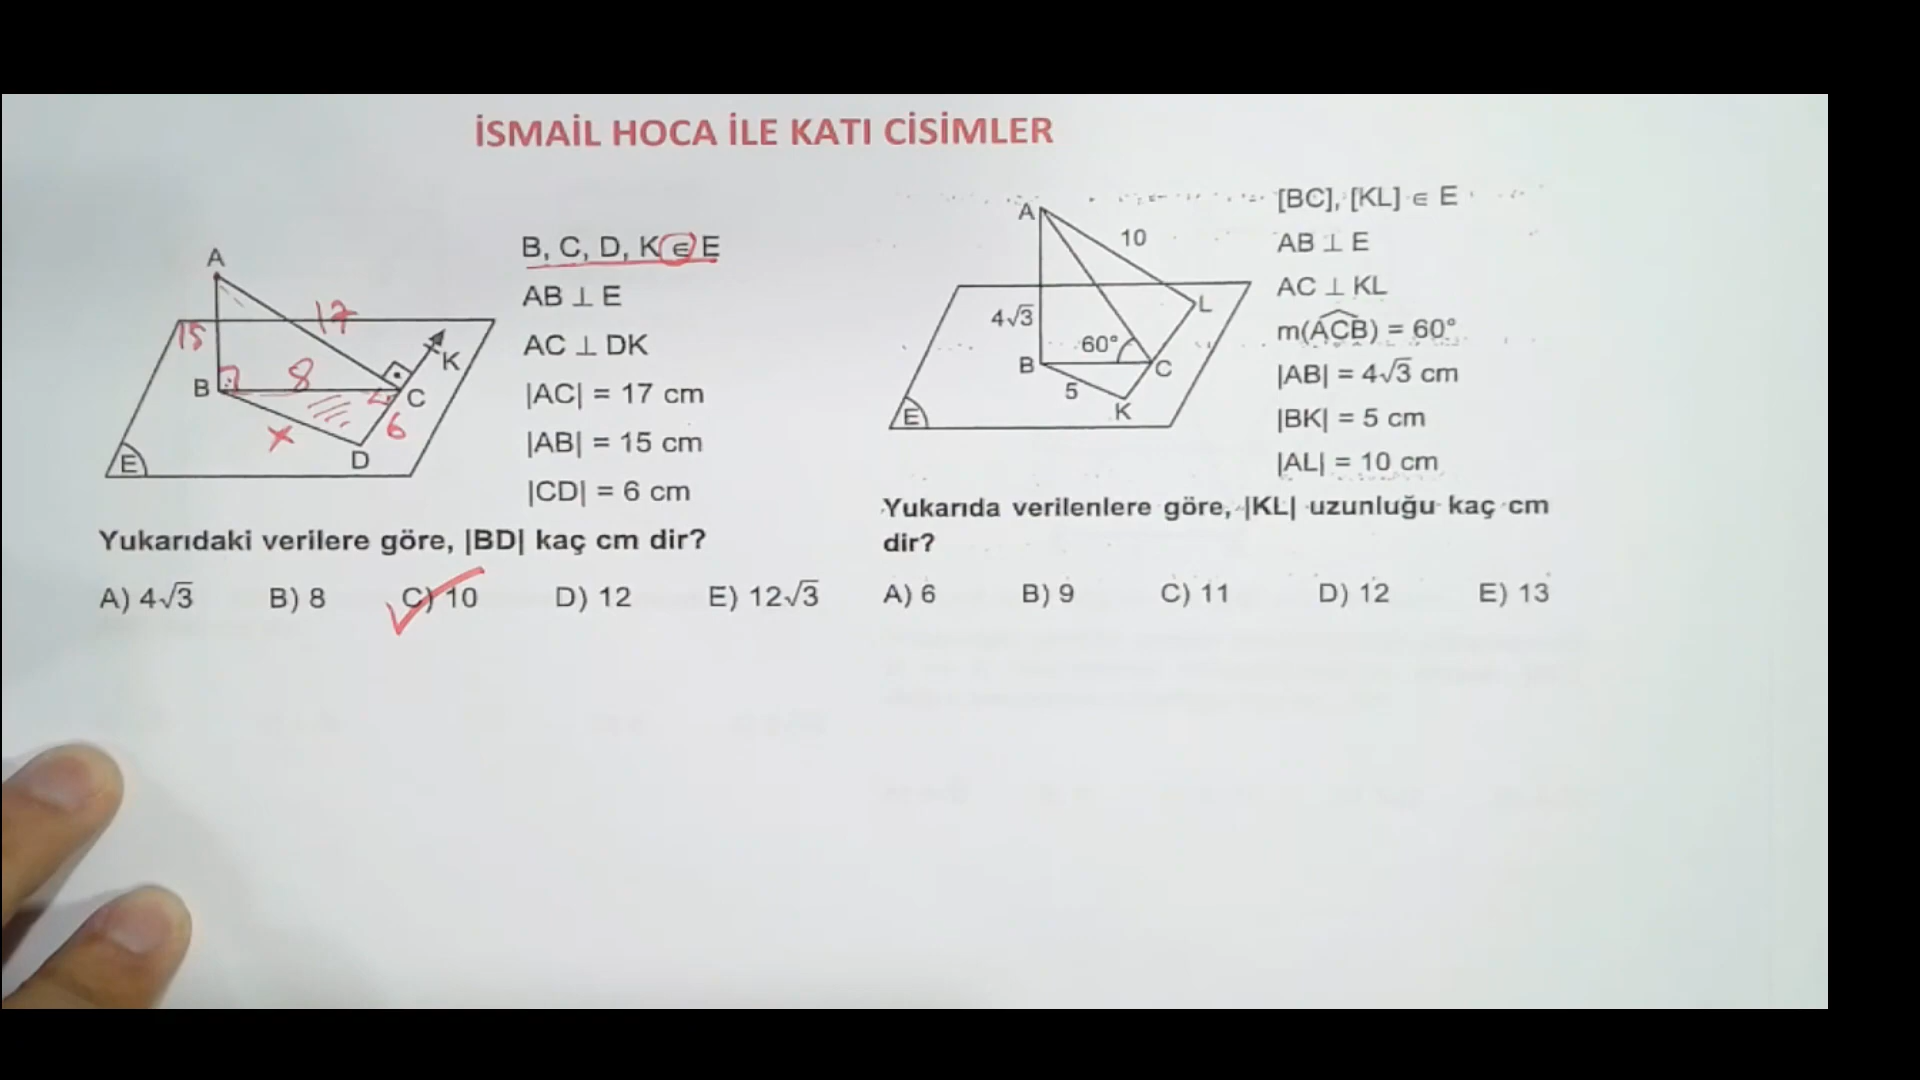 İSMAİL HOCA İLE KATI CİSİMLER
A
17
15
8
B
C
K
6
x
D
E
B, C, D, K ∈ E
AB ⊥ E
AC ⊥ DK
|AC| = 17 cm
|AB| = 15 cm
|CD| = 6 cm
Yukarıdaki verilere göre, |BD| kaç cm dir?
A) 4√3 B) 8 C) 10 D) 12 E) 12√3
A
10
L
4√3
60°
B
C
5
K
E
[BC], [KL] ∈ E
AB ⊥ E
AC ⊥ KL
m(ACB) = 60°
|AB| = 4√3 cm
|BK| = 5 cm
|AL| = 10 cm
Yukarıda verilenlere göre, |KL| uzunluğu kaç cm
dir?
A) 6 B) 9 C) 11 D) 12 E) 13